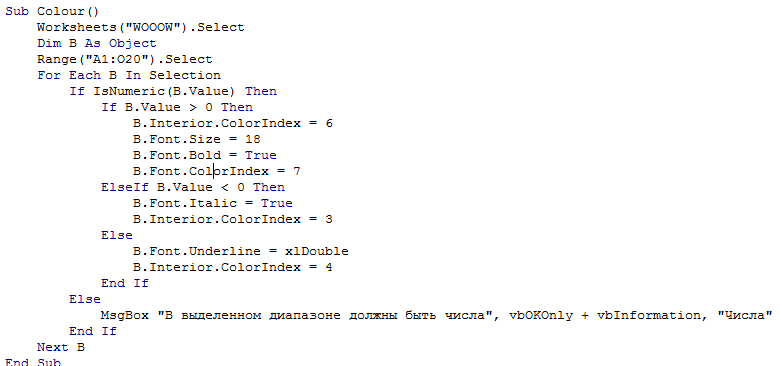 Sub Colour()
    Worksheets("WOOOW").Select
    Dim B As Object
    Range("A1:O20").Select
    For Each B In Selection
        If IsNumeric(B.Value) Then
            If B.Value > 0 Then
                B.Interior.ColorIndex = 6
                B.Font.Size = 18
                B.Font.Bold = True
                B.Font.ColorIndex = 7
            ElseIf B.Value < 0 Then
                B.Font.Italic = True
                B.Interior.ColorIndex = 3
            Else
                B.Font.Underline = xlDouble
                B.Interior.ColorIndex = 4
            End If
        Else
            MsgBox "В выделенном диапазоне должны быть числа", vbOKOnly + vbInformation, "Числа"
        End If
    Next B
End Sub